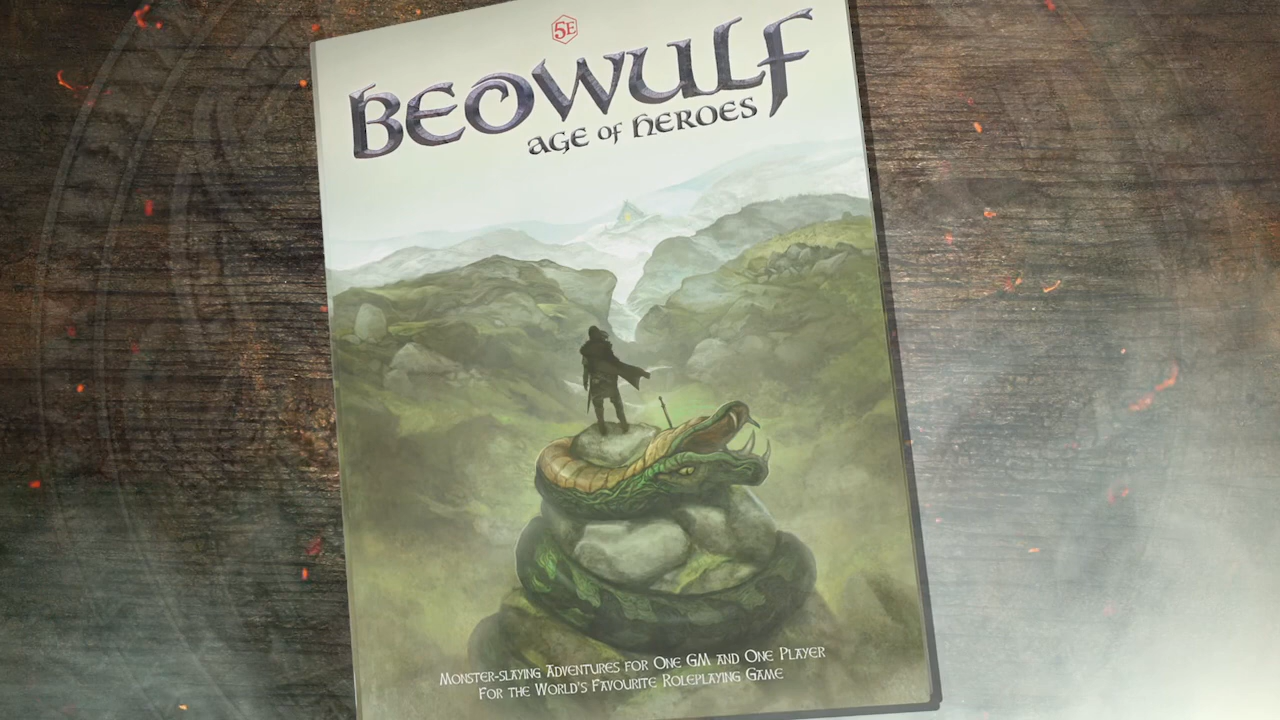 5E
BEOWULF
AGE OF HEROES
MONSTER-SLAYING ADVENTURES FOR ONE GM AND ONE PLAYER
FOR THE WORLD'S FAVOURITE ROLEPLAYING GAME